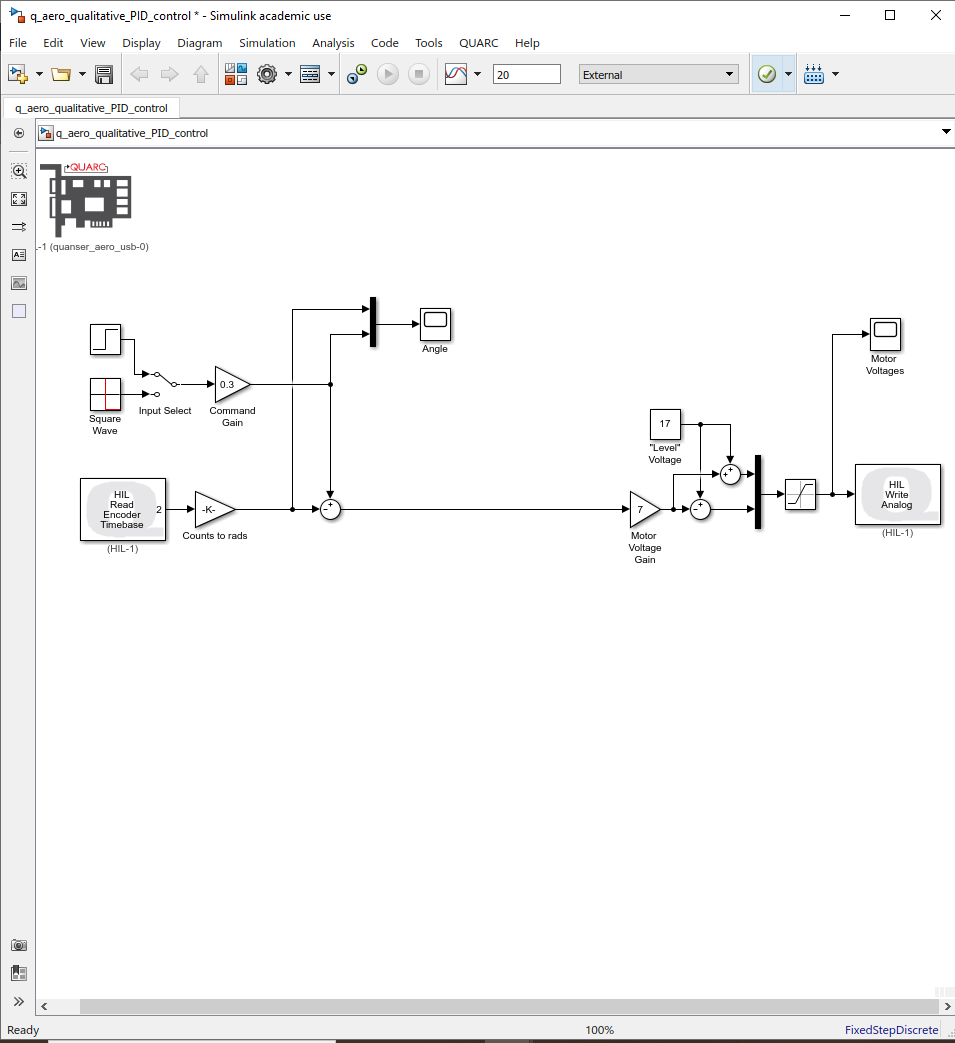 q_aero_qualitative_PID_control * - Simulink academic use
File Edit View Display Diagram Simulation Analysis Code Tools QUARC Help
20
External
q_aero_qualitative_PID_control
q_aero_qualitative_PID_control
QUARC
-1 (quanser_aero_usb-0)
Angle
Motor
Voltages
Input Select
0.3
Command
Gain
Square
Wave
17
"Level"
Voltage
HIL
Read
Encoder
Timebase
2
(HIL-1)
-K-
Counts to rads
7
Motor
Voltage
Gain
HIL
Write
Analog
(HIL-1)
Ready
100%
FixedStepDiscrete